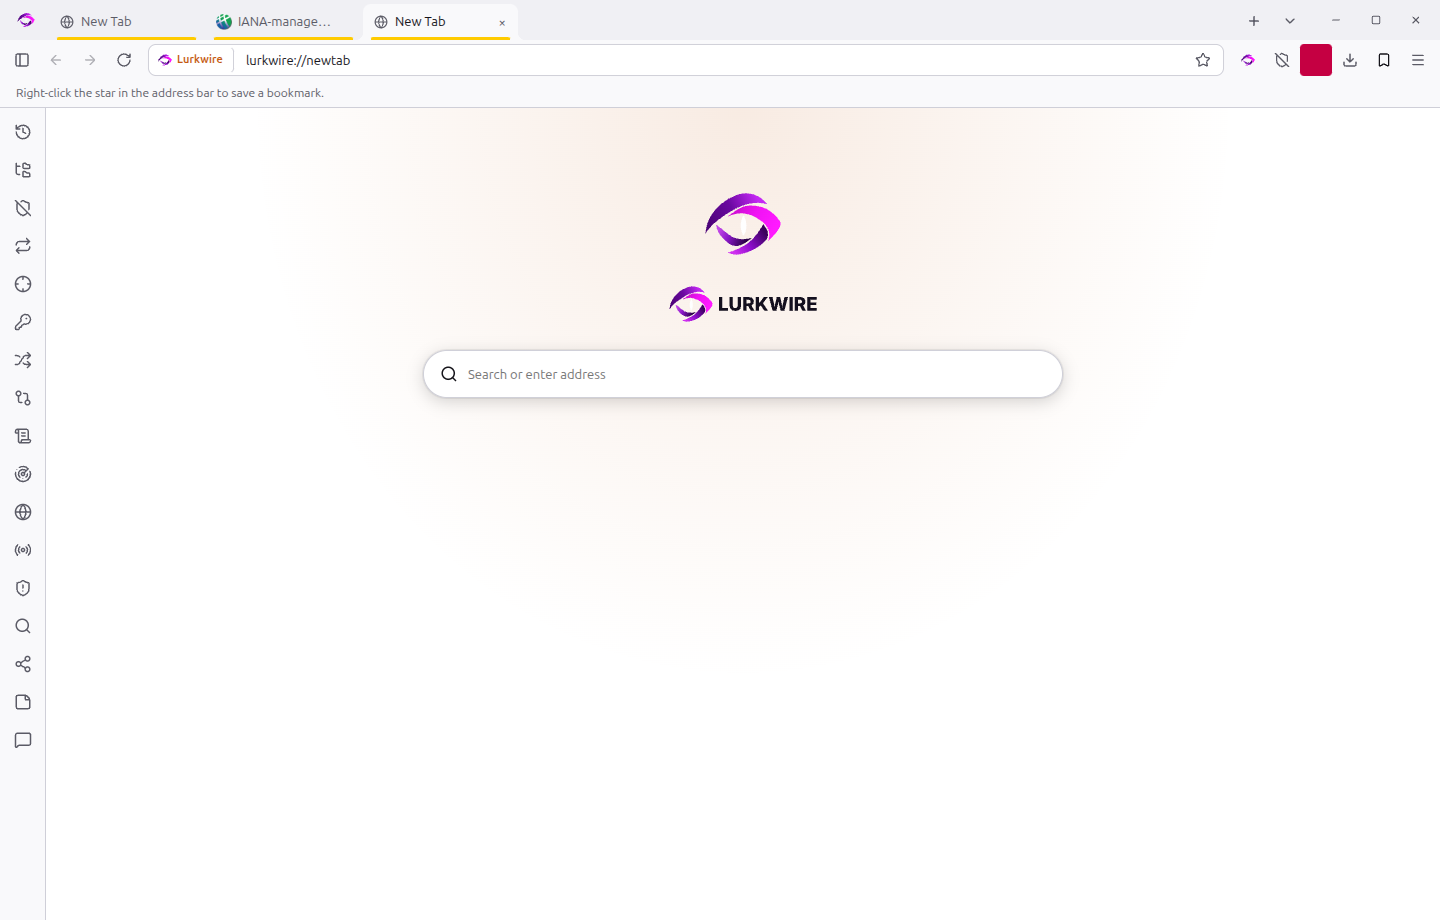 New Tab
IANA-manage...
New Tab
Lurkwire
lurkwire://newtab
Right-click the star in the address bar to save a bookmark.
LURKWIRE
Search or enter address